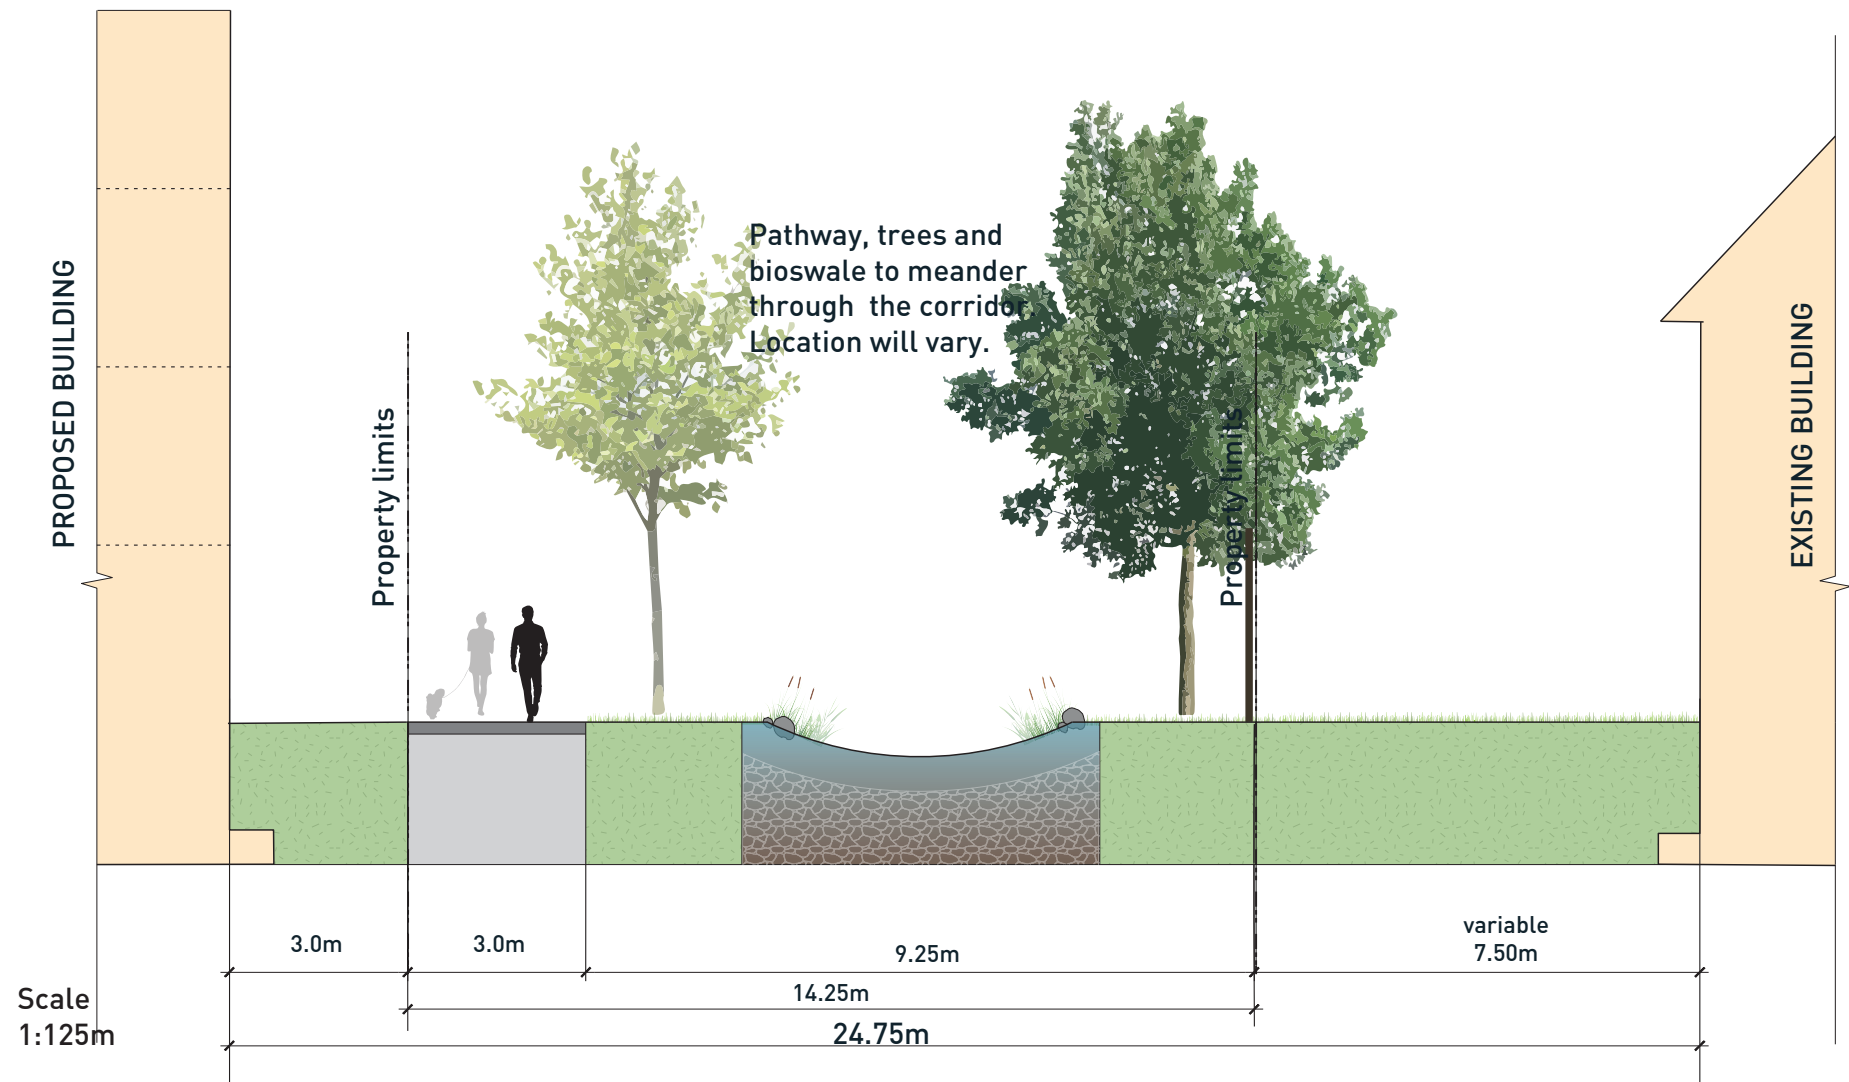 PROPOSED BUILDING
Property limits
Pathway, trees and
bioswale to meander
through the corridor.
Location will vary.
Property limits
EXISTING BUILDING
3.0m
3.0m
9.25m
variable
7.50m
14.25m
24.75m
Scale
1:125m